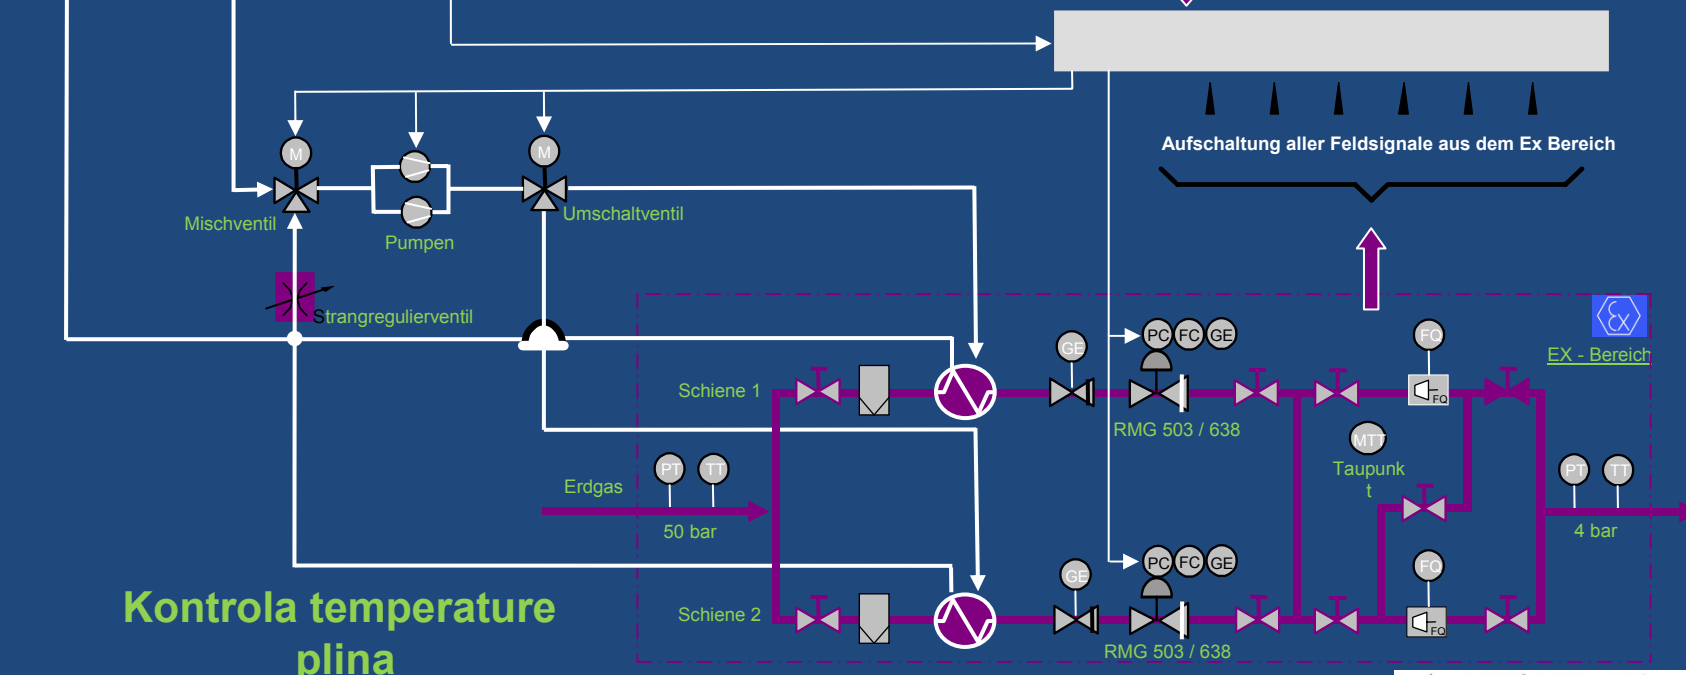 Aufschaltung aller Feldsignale aus dem Ex Bereich
M
M
Mischventil
Pumpen
Umschaltventil
Strangregulierventil
Ex
EX - Bereich
GE
PC FC GE
FQ
Schiene 1
FQ
RMG 503 / 638
MTT
Taupunk
t
PT TT
Erdgas
50 bar
PT TT
4 bar
GE
PC FC GE
FQ
Schiene 2
FQ
RMG 503 / 638
Kontrola temperature
plina